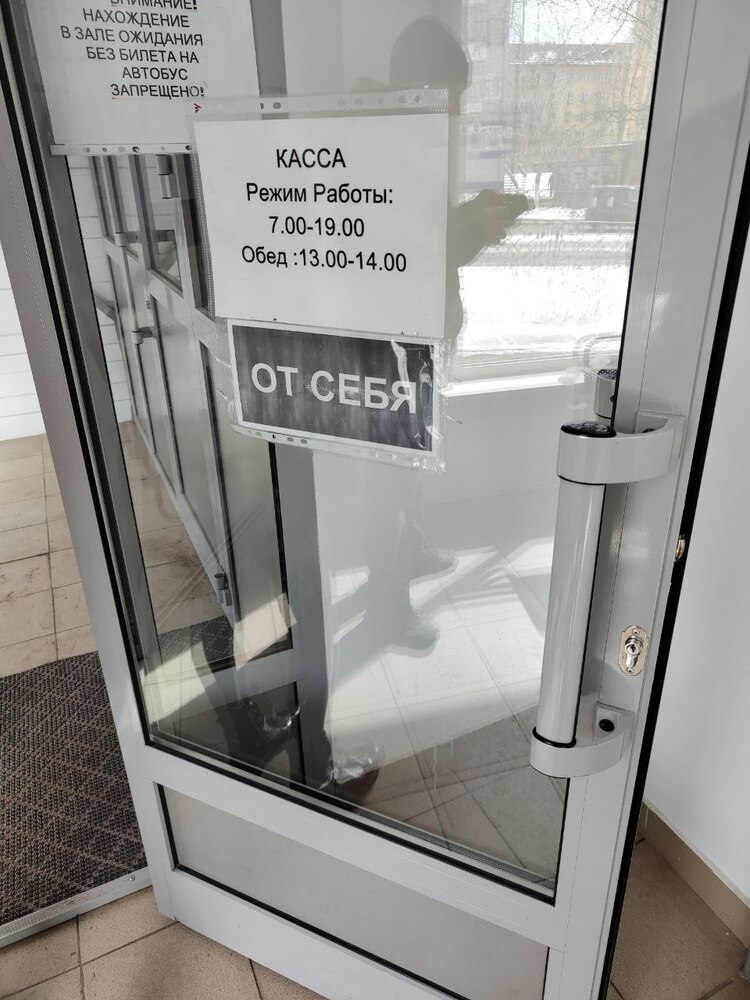 ВНИМАНИЕ!
НАХОЖДЕНИЕ
В ЗАЛЕ ОЖИДАНИЯ
БЕЗ БИЛЕТА НА
АВТОБУС
ЗАПРЕЩЕНО!
КАССА
Режим Работы:
7.00-19.00
Обед :13.00-14.00
ОТ СЕБЯ